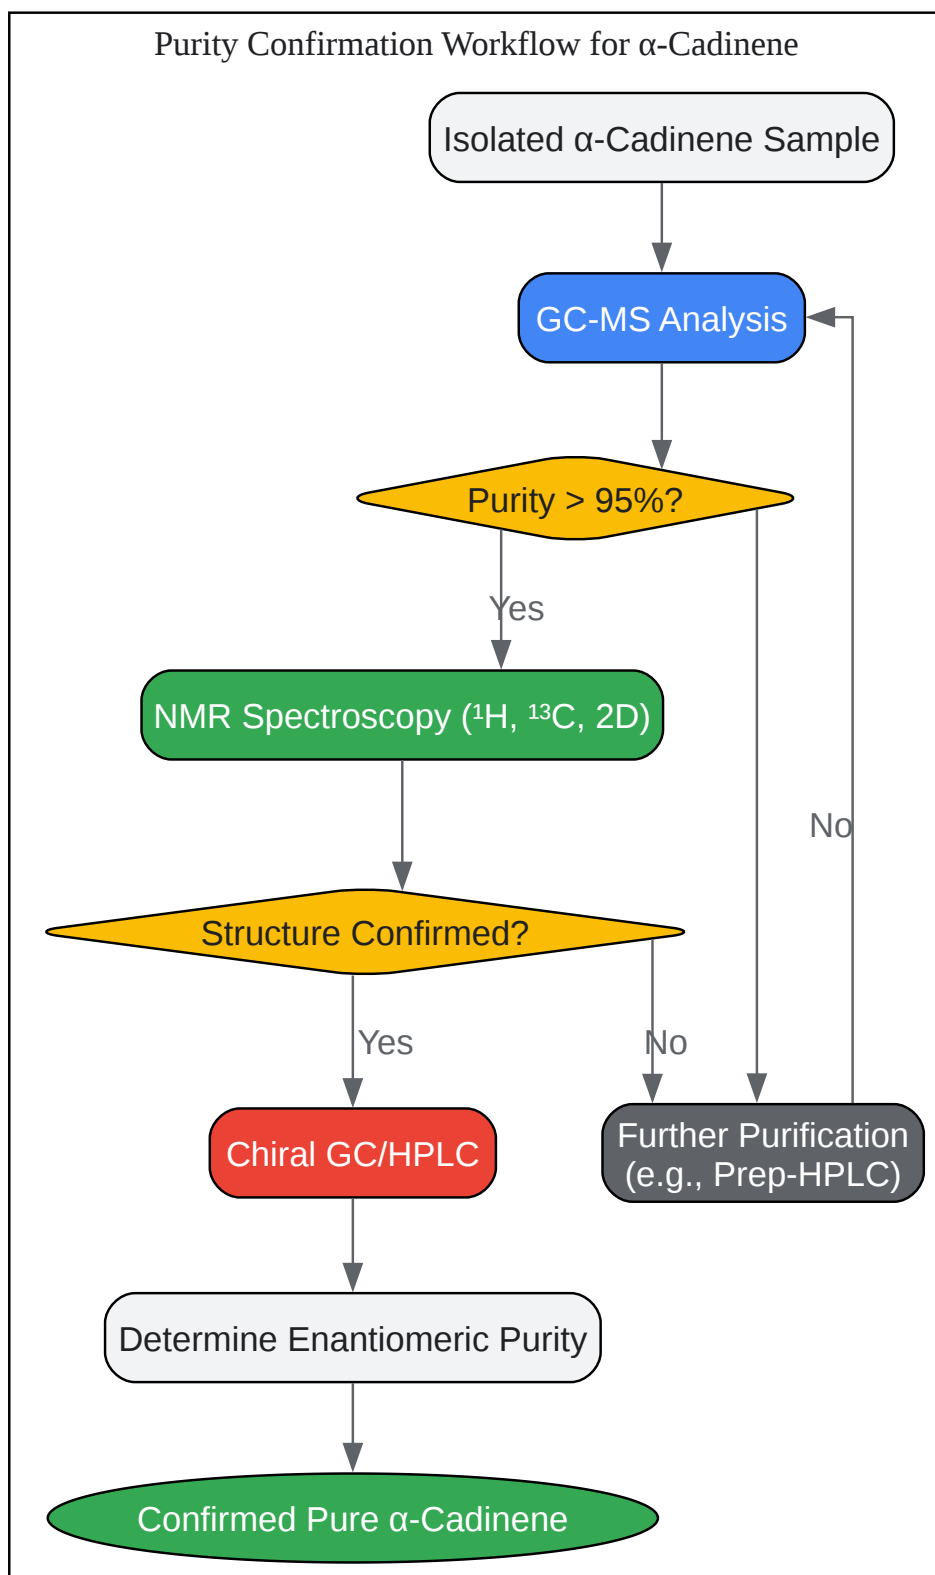 Purity Confirmation Workflow for α-Cadinene
Isolated α-Cadinene Sample
GC-MS Analysis
Purity > 95%?
Yes
NMR Spectroscopy (¹H, ¹³C, 2D)
No
Structure Confirmed?
Yes
No
Chiral GC/HPLC
Further Purification
(e.g., Prep-HPLC)
Determine Enantiomeric Purity
Confirmed Pure α-Cadinene